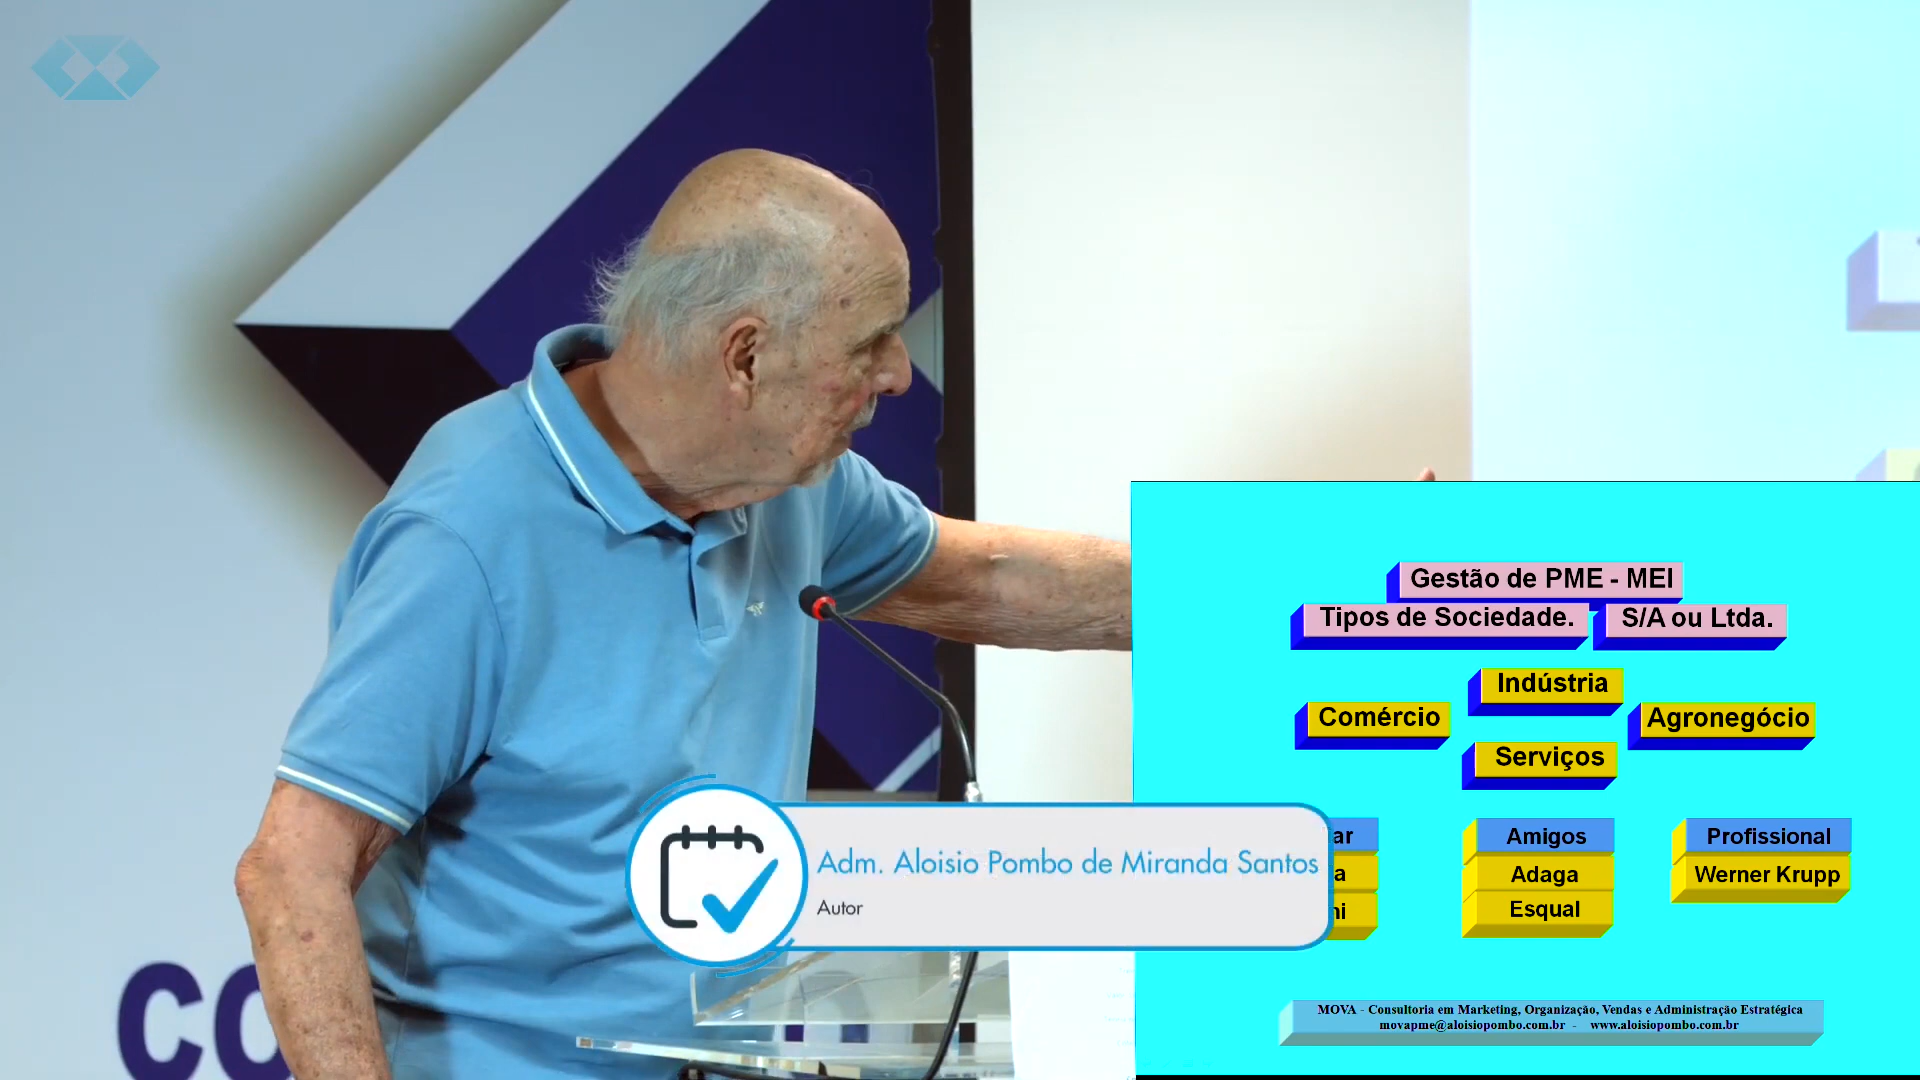 Gestão de PME - MEI
Tipos de Sociedade.
S/A ou Ltda.
Indústria
Comércio
Agronegócio
Serviços
Amigos
Profissional
Adaga
Werner Krupp
Esqual
Adm. Aloisio Pombo de Miranda Santos
Autor
MOVA - Consultoria em Marketing, Organização, Vendas e Administração Estratégica
movapme@aloisiopombo.com.br - www.aloisiopombo.com.br